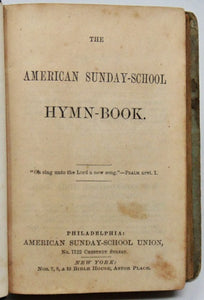 THE
AMERICAN SUNDAY-SCHOOL
HYMN-BOOK.
"Oh sing unto the Lord a new song."—PSALM xcvi. 1.
PHILADELPHIA:
AMERICAN SUNDAY-SCHOOL UNION,
No. 1122 CHESTNUT STREET.
NEW YORK:
Nos. 7, 8, & 10 BIBLE HOUSE, ASTOR PLACE.